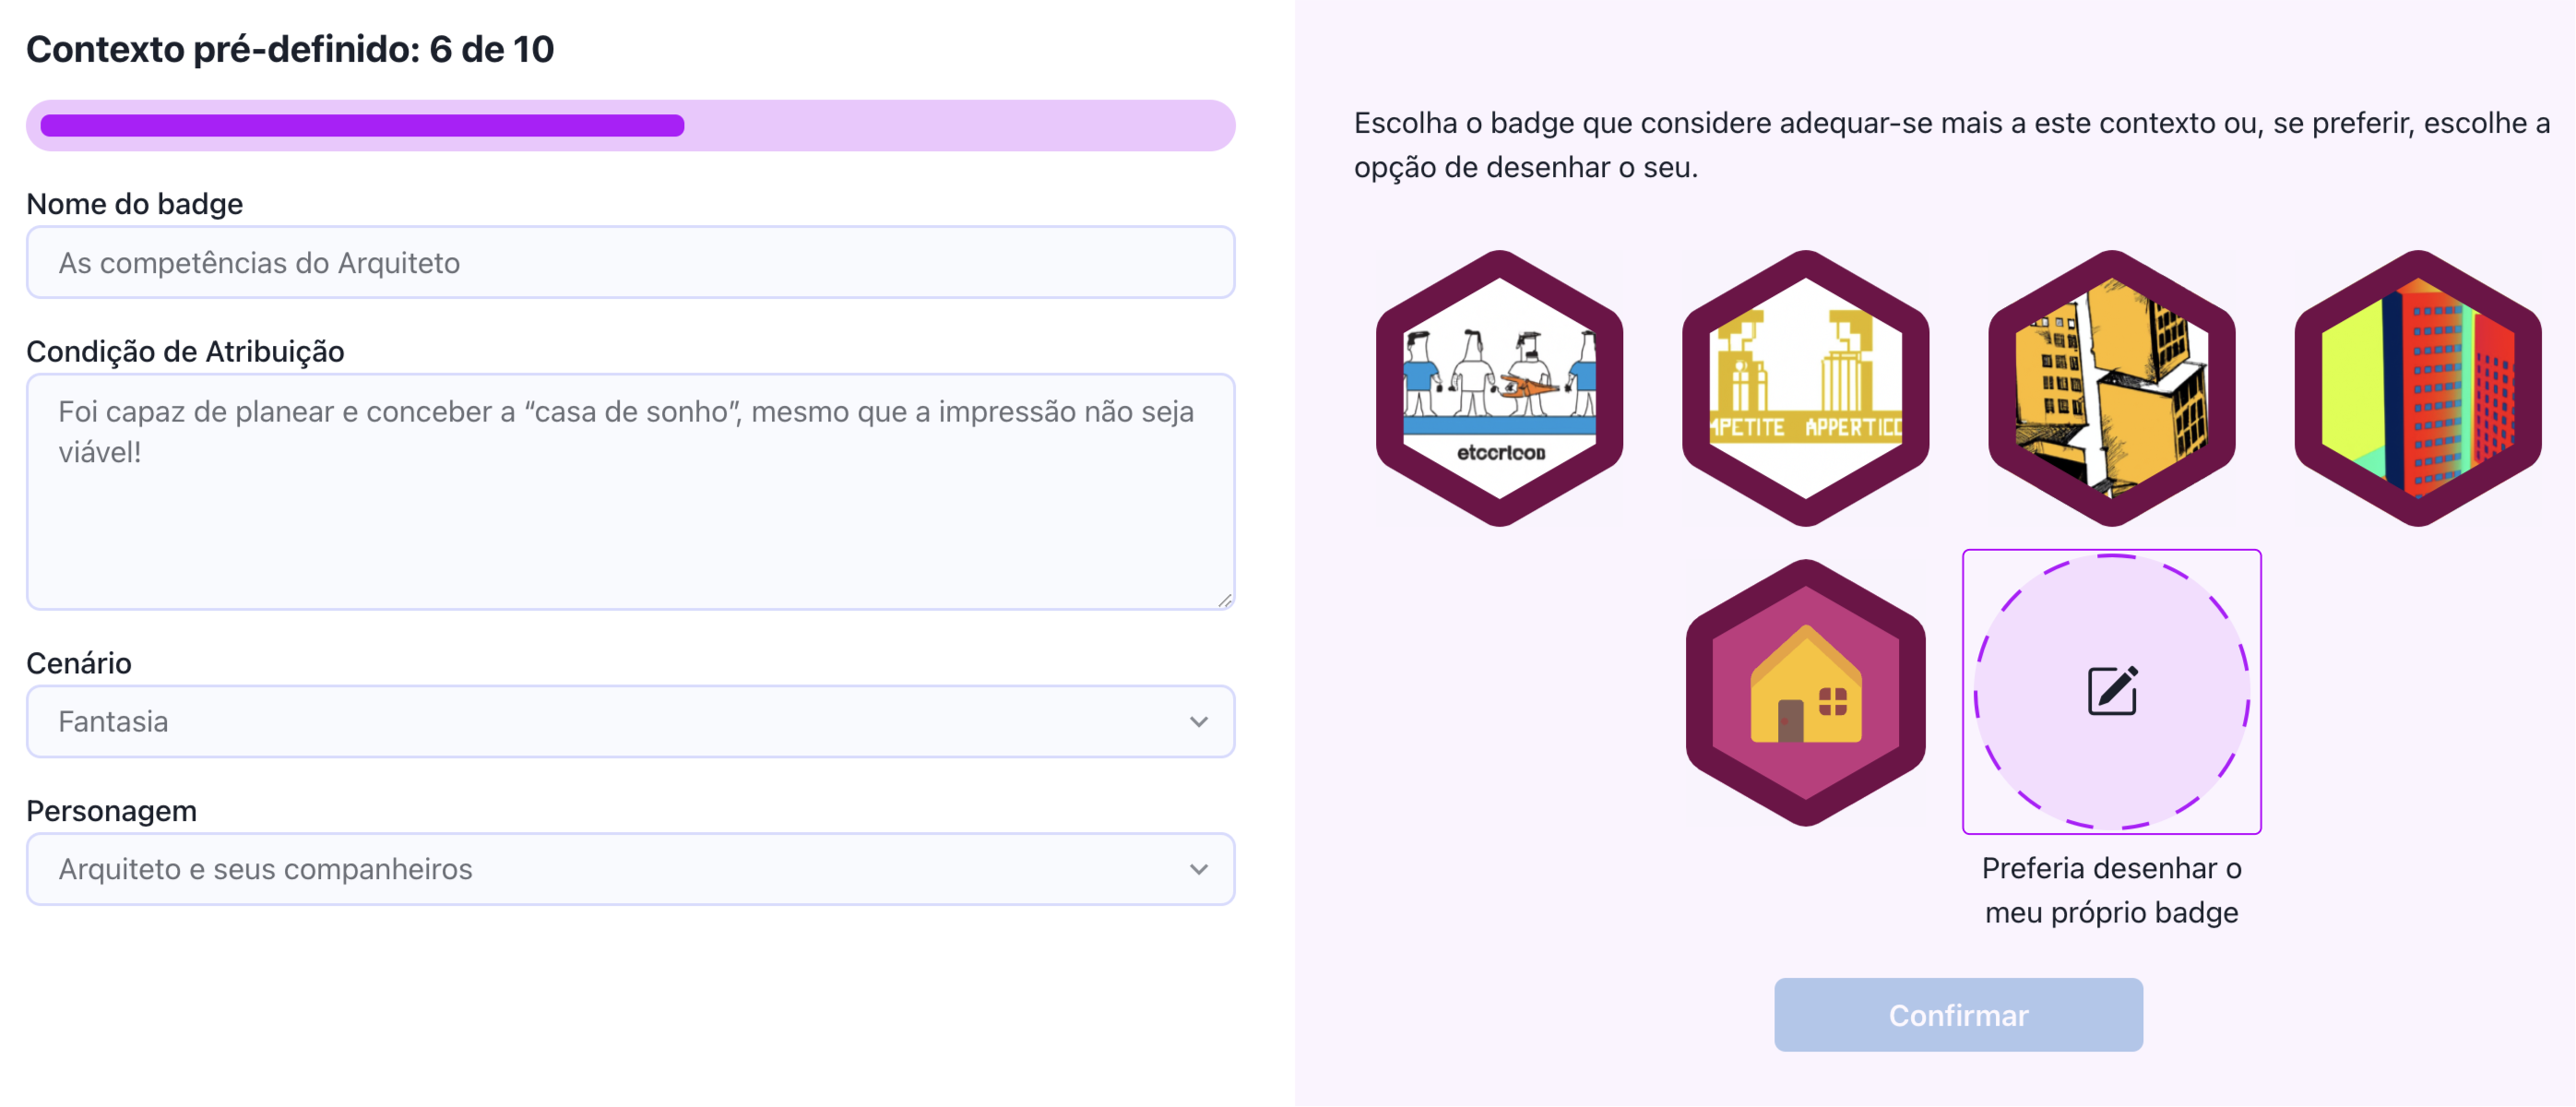 Contexto pré-definido: 6 de 10
Nome do badge
As competências do Arquiteto
Condição de Atribuição
Foi capaz de planear e conceber a “casa de sonho”, mesmo que a impressão não seja
viável!
Cenário
Fantasia
Personagem
Arquiteto e seus companheiros
Escolha o badge que considere adequar-se mais a este contexto ou, se preferir, escolhe a
opção de desenhar o seu.
MPETITE APPERTICC
Preferia desenhar o
meu próprio badge
Confirmar